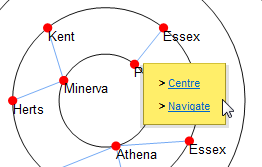 Kent
Essex
P
Minerva
> Centre
Herts
> Navigate
Athena
Essex